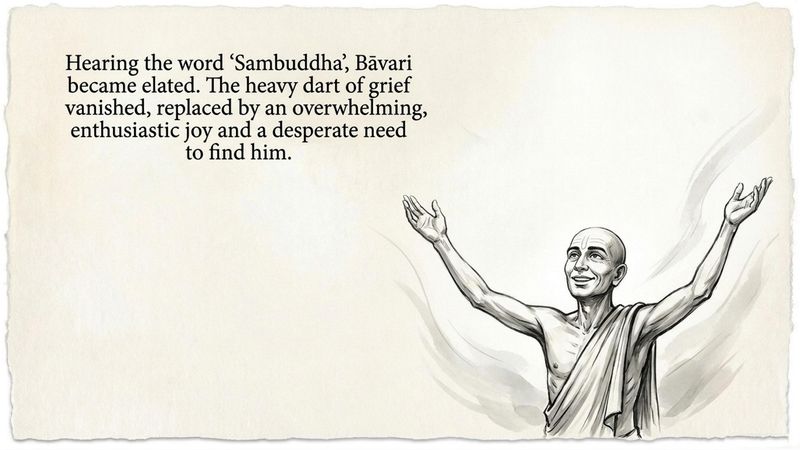 Hearing the word ‘Sambuddha’, Bāvari
became elated. The heavy dart of grief
vanished, replaced by an overwhelming,
enthusiastic joy and a desperate need
to find him.